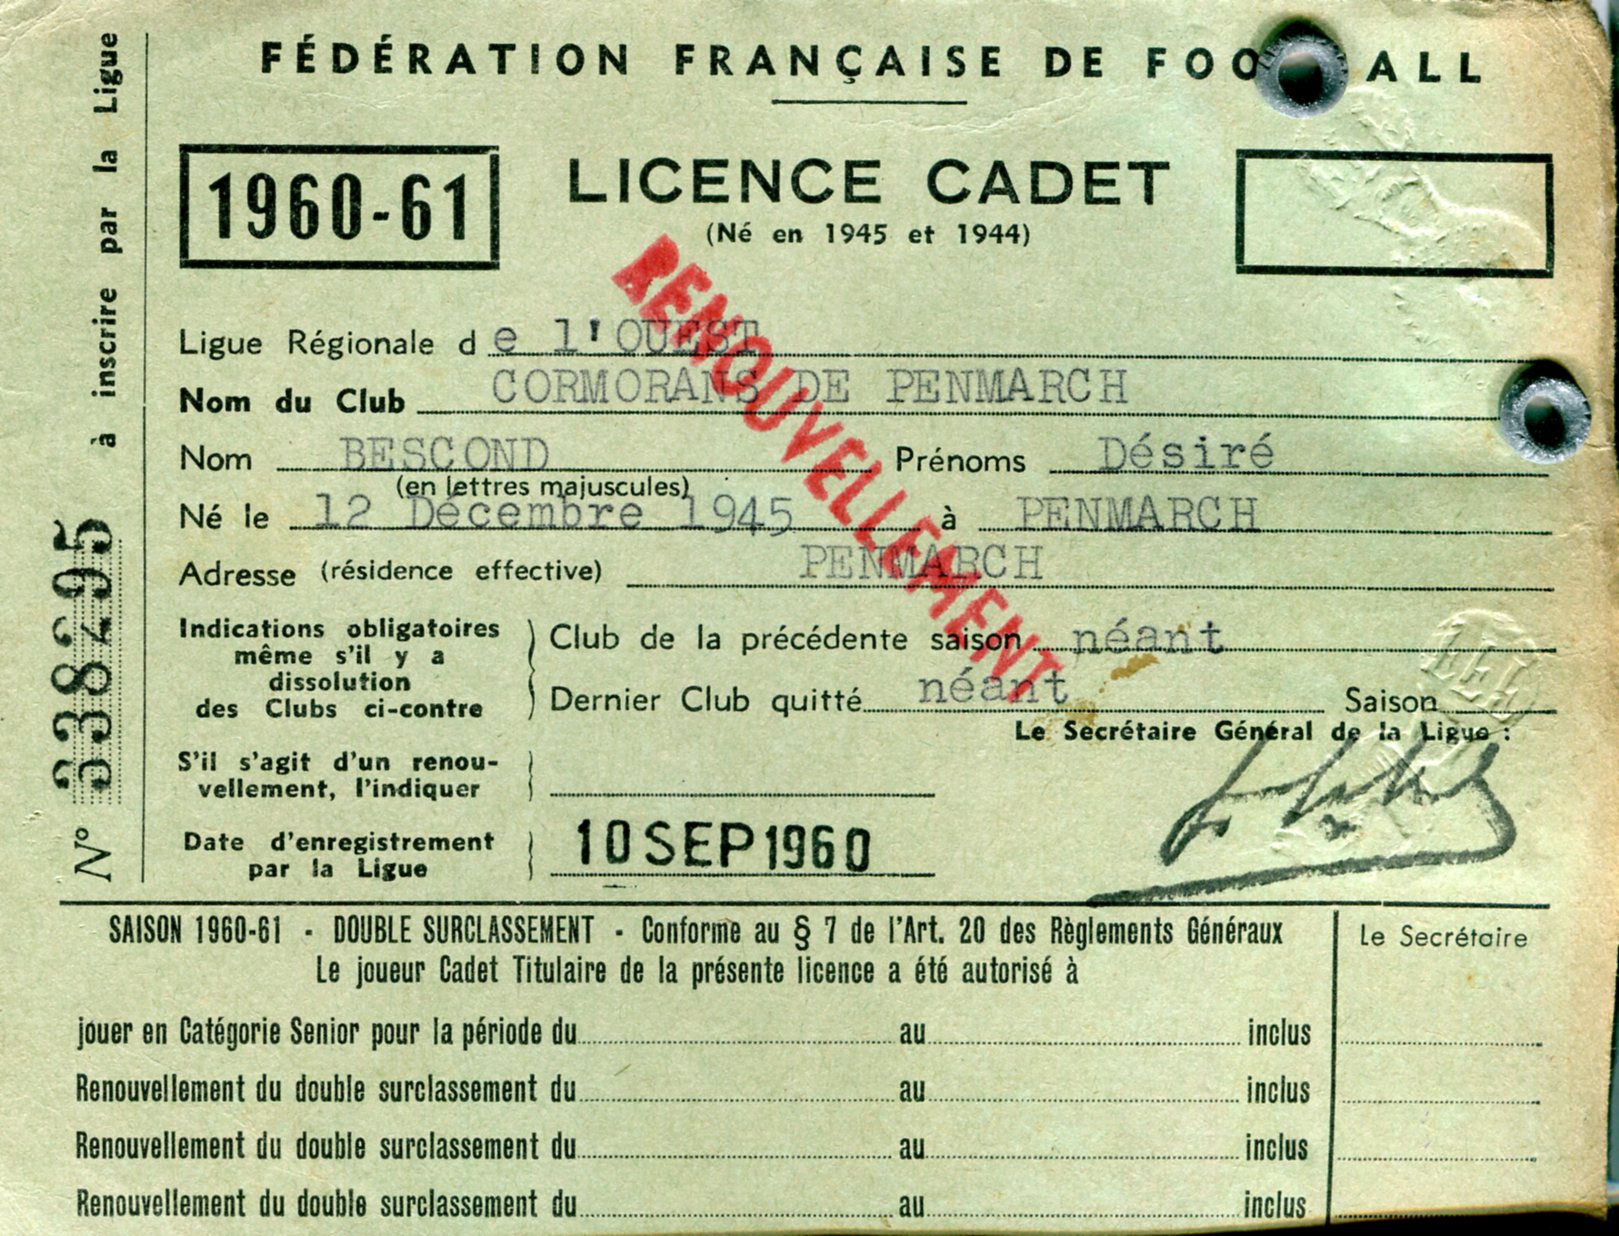 FÉDÉRATION FRANÇAISE DE FOO ALL
1960-61
LICENCE CADET
(Né en 1945 et 1944)
RENOUVELLEMENT
Ligue Régionale de l'OUEST
Nom du Club CORMORANS DE PENMARCH
Nom BESCOND Prénoms Désiré
(en lettres majuscules)
Né le 12 Décembre 1945 à PENMARCH
Adresse (résidence effective) PENMARCH
Indications obligatoires
même s'il y a
dissolution
des Clubs ci-contre
Club de la précédente saison néant
Dernier Club quitté néant Saison
Le Secrétaire Général de la Ligue :
S'il s'agit d'un renou-
vellement, l'indiquer
Date d'enregistrement
par la Ligue
10 SEP 1960
N° 338295 à inscrire par la Ligue
SAISON 1960-61 - DOUBLE SURCLASSEMENT - Conforme au § 7 de l'Art. 20 des Règlements Généraux
Le joueur Cadet Titulaire de la présente licence a été autorisé à
Le Secrétaire
jouer en Catégorie Senior pour la période du au inclus
Renouvellement du double surclassement du au inclus
Renouvellement du double surclassement du au inclus
Renouvellement du double surclassement du au inclus